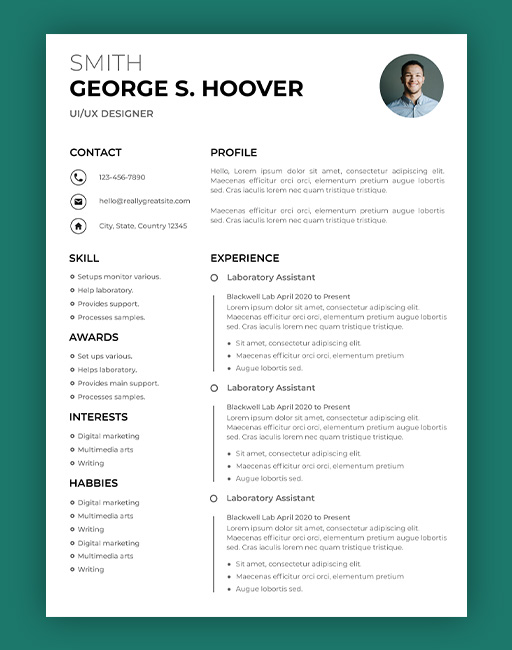 SMITH
GEORGE S. HOOVER
UI/UX DESIGNER
CONTACT
123-456-7890
hello@reallygreatsite.com
City, State, Country 12345
PROFILE
Hello, Lorem ipsum dolor sit amet, consectetur adipiscing elit.
Maecenas efficitur orci orci, elementum pretium augue lobortis
sed. Cras iaculis lorem nec quam tristique tristique.
Maecenas efficitur orci orci, elementum pretium augue lobortis
sed. Cras iaculis lorem nec quam tristique tristique.
SKILL
Setups monitor various.
Help laboratory.
Provides support.
Processes samples.
AWARDS
Set ups various.
Helps laboratory.
Provides main support.
Processes samples.
INTERESTS
Digital marketing
Multimedia arts
Writing
HABBIES
Digital marketing
Multimedia arts
Writing
Digital marketing
Multimedia arts
Writing
EXPERIENCE
Laboratory Assistant
Blackwell Lab April 2020 to Present
Lorem ipsum dolor sit amet, consectetur adipiscing elit.
Maecenas efficitur orci orci, elementum pretium augue lobortis
sed. Cras iaculis lorem nec quam tristique tristique.
Sit amet, consectetur adipiscing elit.
Maecenas efficitur orci orci, elementum pretium
Augue lobortis sed.
Laboratory Assistant
Blackwell Lab April 2020 to Present
Lorem ipsum dolor sit amet, consectetur adipiscing elit.
Maecenas efficitur orci orci, elementum pretium augue lobortis
sed. Cras iaculis lorem nec quam tristique tristique.
Sit amet, consectetur adipiscing elit.
Maecenas efficitur orci orci, elementum pretium
Augue lobortis sed.
Laboratory Assistant
Blackwell Lab April 2020 to Present
Lorem ipsum dolor sit amet, consectetur adipiscing elit.
Maecenas efficitur orci orci, elementum pretium augue lobortis
sed. Cras iaculis lorem nec quam tristique tristique.
Sit amet, consectetur adipiscing elit.
Maecenas efficitur orci orci, elementum pretium
Augue lobortis sed.